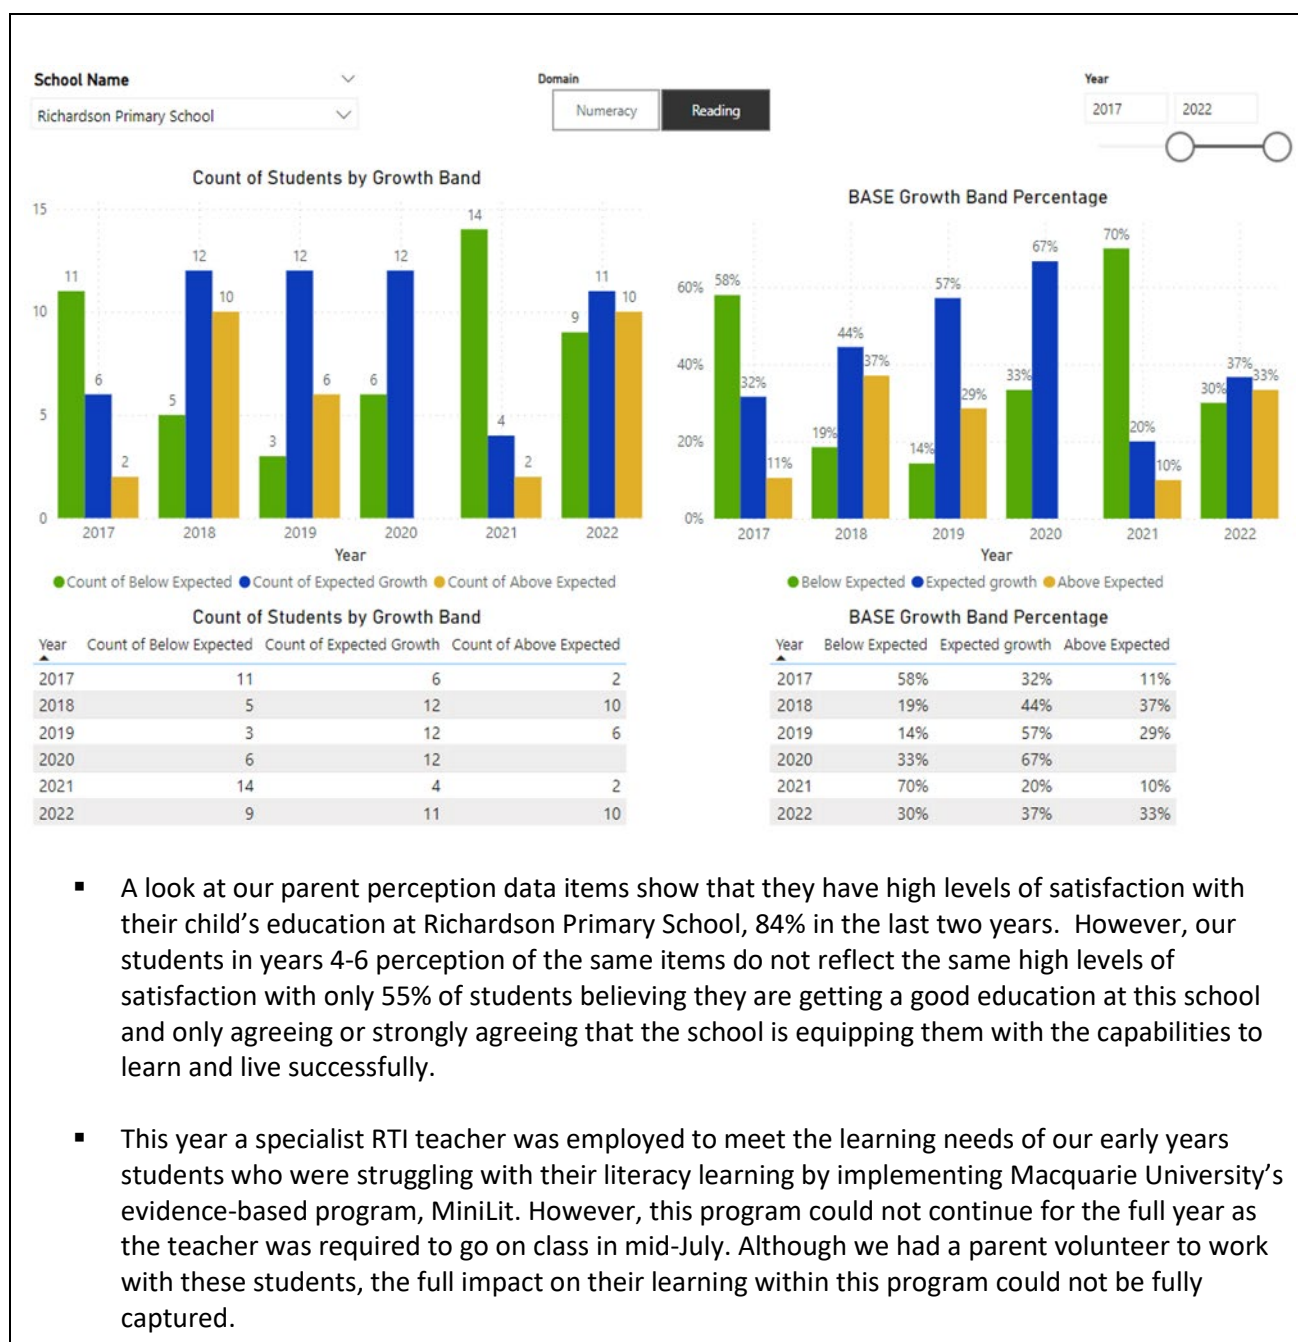 School Name
Richardson Primary School
Domain
Numeracy
Reading
Year
2017
2022
Count of Students by Growth Band
15
10
5
0
11
6
2
5
12
10
3
12
6
6
12
14
4
2
9
11
10
2017
2018
2019
2020
2021
2022
Year
Count of Below Expected Count of Expected Growth Count of Above Expected
BASE Growth Band Percentage
60%
40%
20%
0%
58%
32%
11%
19%
44%
37%
14%
57%
29%
33%
67%
70%
20%
10%
30%
37%
33%
2017
2018
2019
2020
2021
2022
Year
Below Expected Expected growth Above Expected
Count of Students by Growth Band
Year Count of Below Expected Count of Expected Growth Count of Above Expected
2017 11 6 2
2018 5 12 10
2019 3 12 6
2020 6 12
2021 14 4 2
2022 9 11 10
BASE Growth Band Percentage
Year Below Expected Expected growth Above Expected
2017 58% 32% 11%
2018 19% 44% 37%
2019 14% 57% 29%
2020 33% 67%
2021 70% 20% 10%
2022 30% 37% 33%
▪ A look at our parent perception data items show that they have high levels of satisfaction with
their child’s education at Richardson Primary School, 84% in the last two years.  However, our
students in years 4-6 perception of the same items do not reflect the same high levels of
satisfaction with only 55% of students believing they are getting a good education at this school
and only agreeing or strongly agreeing that the school is equipping them with the capabilities to
learn and live successfully.
▪ This year a specialist RTI teacher was employed to meet the learning needs of our early years
students who were struggling with their literacy learning by implementing Macquarie University’s
evidence-based program, MiniLit. However, this program could not continue for the full year as
the teacher was required to go on class in mid-July. Although we had a parent volunteer to work
with these students, the full impact on their learning within this program could not be fully
captured.